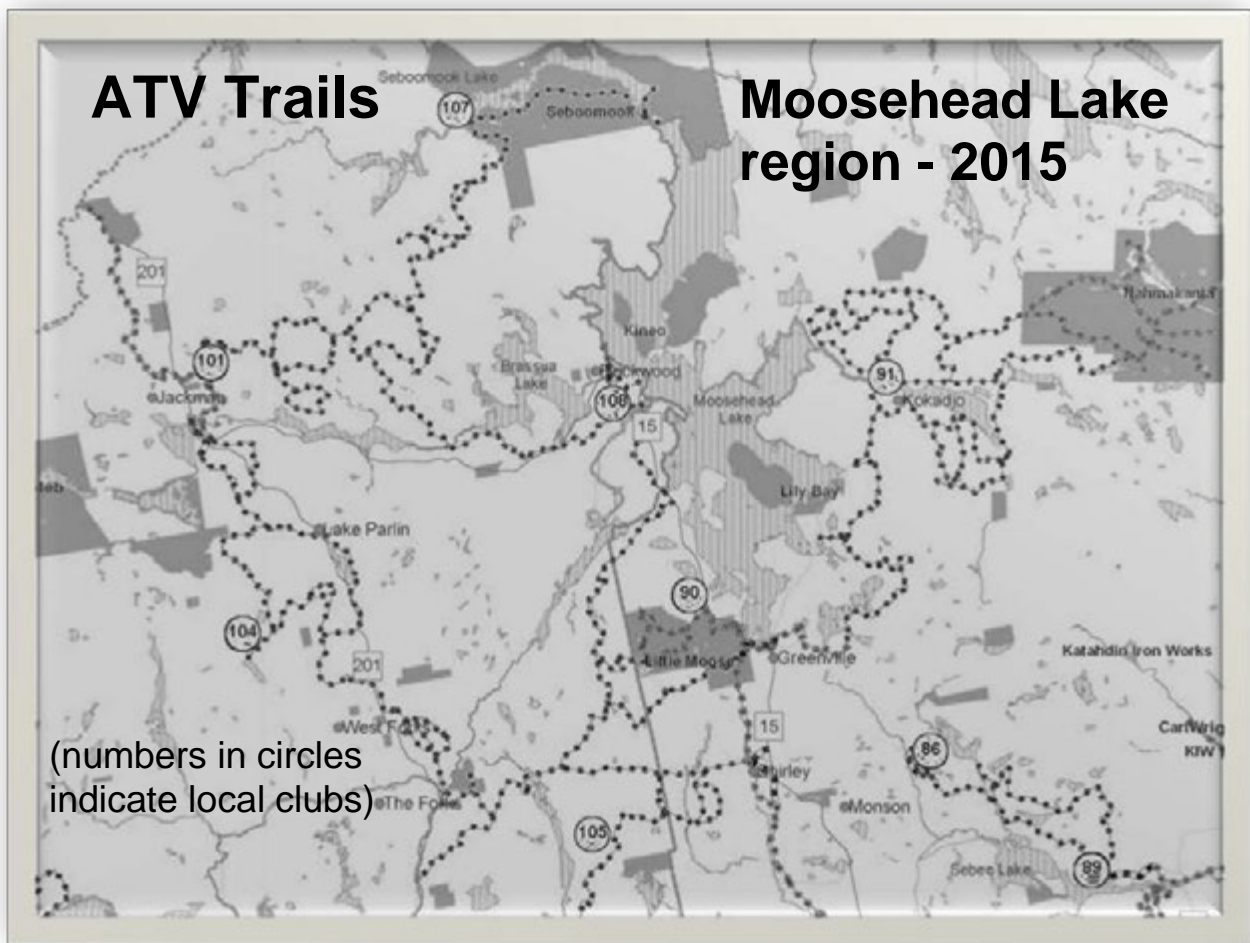 ATV Trails
Moosehead Lake
region - 2015
Seboomook Lake
107
Seboomook
201
Nahmakanta
Kineo
101
Brassua
Lake
Rockwood
91
Jackman
108
Moosehead
Lake
Kokadjo
15
Lily Bay
Lake Parlin
90
104
Katahdin Iron Works
201
Little Moose
Greenville
West Forks
15
86
KIW
(numbers in circles
indicate local clubs)
The Forks
Shirley
Monson
105
Sebec Lake
89